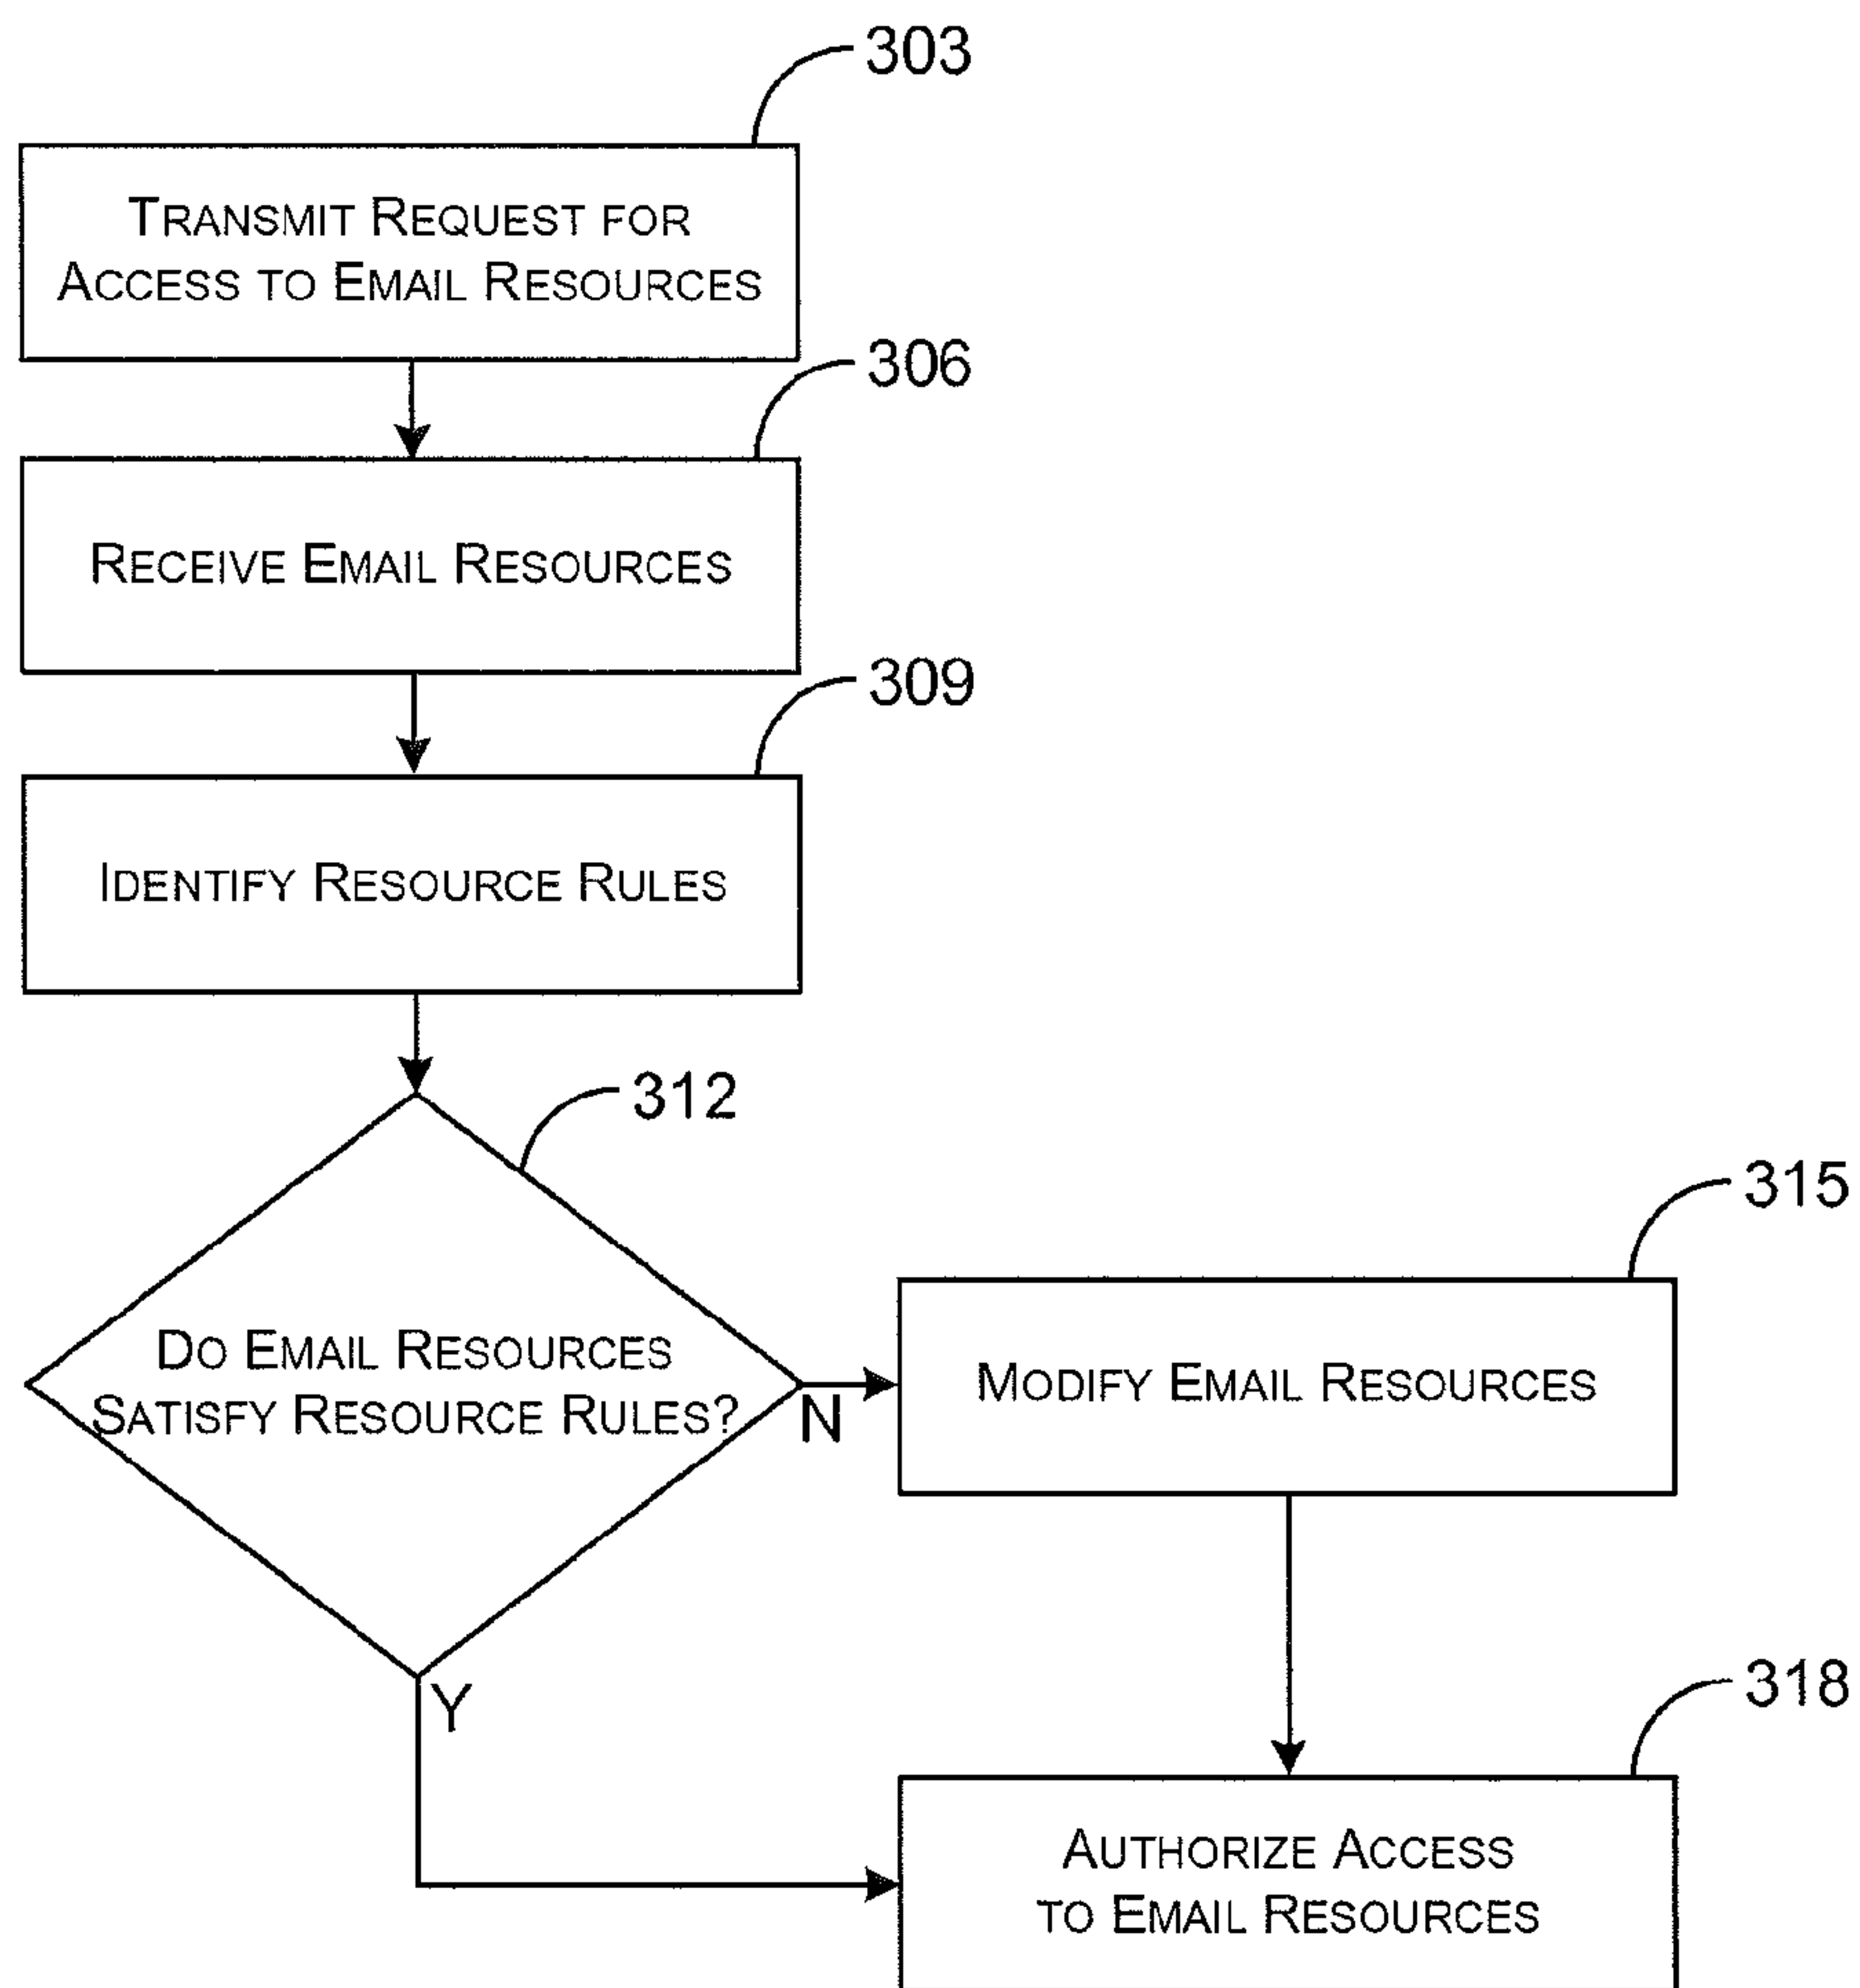 303
TRANSMIT REQUEST FOR
ACCESS TO EMAIL RESOURCES
306
RECEIVE EMAIL RESOURCES
309
IDENTIFY RESOURCE RULES
312
DO EMAIL RESOURCES
SATISFY RESOURCE RULES?
N
Y
315
MODIFY EMAIL RESOURCES
318
AUTHORIZE ACCESS
TO EMAIL RESOURCES